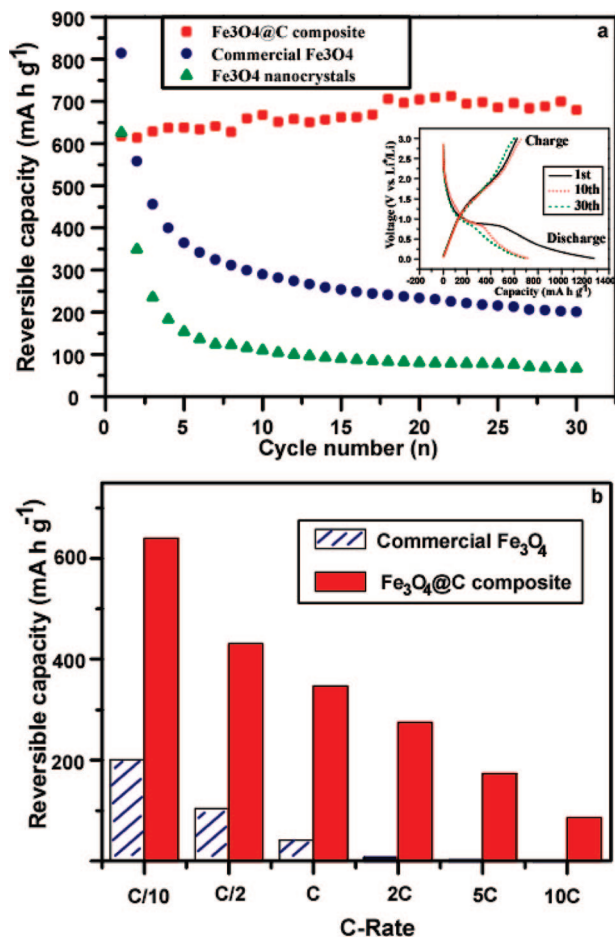 a
Fe3O4@C composite
Commercial Fe3O4
Fe3O4 nanocrystals
Reversible capacity (mA h g-1)
900
800
700
600
500
400
300
200
100
0
0 5 10 15 20 25 30
Cycle number (n)
Voltage (V vs. Li+/Li)
3.0
2.5
2.0
1.5
1.0
0.5
0.0
Charge
1st
10th
30th
Discharge
-200 0 200 400 600 800 1000 1200 1400
Capacity (mA h g-1)
b
Commercial Fe3O4
Fe3O4@C composite
Reversible capacity (mA h g-1)
600
400
200
C/10 C/2 C 2C 5C 10C
C-Rate